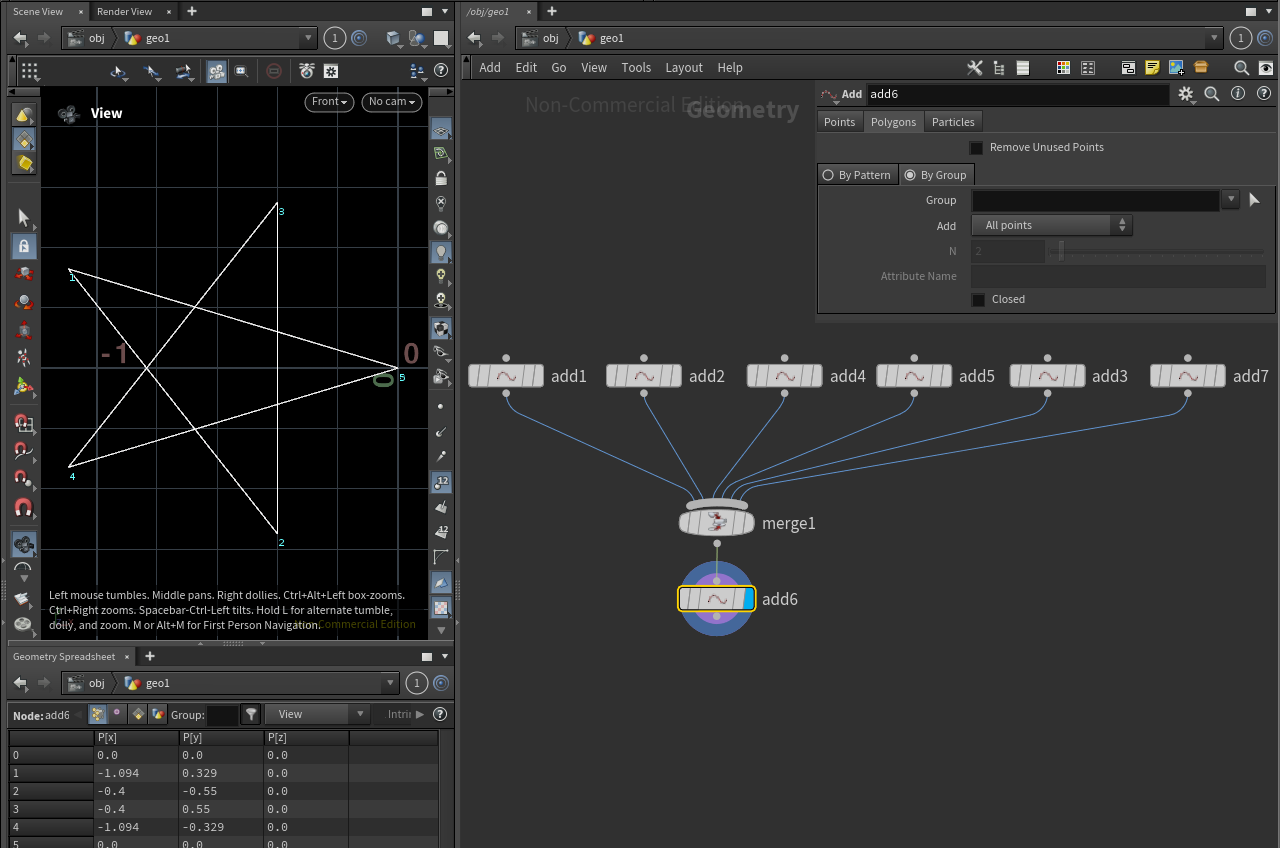 Scene View × Render View × +
obj geo1 1
View
Front No cam
3
1
-1 0
0 5
4
2
Left mouse tumbles. Middle pans. Right dollies. Ctrl+Alt+Left box-zooms.
Ctrl+Right zooms. Spacebar-Ctrl-Left tilts. Hold L for alternate tumble,
dolly, and zoom. M or Alt+M for First Person Navigation.
Non-Commercial Edition
12
12
Geometry Spreadsheet × +
obj geo1 1
Node: add6 Group: View Intrin
P[x] P[y] P[z]
0 0.0 0.0 0.0
1 -1.094 0.329 0.0
2 -0.4 -0.55 0.0
3 -0.4 0.55 0.0
4 -1.094 -0.329 0.0
5 0.0 0.0 0.0
/obj/geo1 × +
obj geo1 1
Add Edit Go View Tools Layout Help
Non-Commercial Edition
Geometry
Add add6
Points Polygons Particles
Remove Unused Points
By Pattern By Group
Group
Add All points
N 2
Attribute Name
Closed
add1 add2 add4 add5 add3 add7
merge1
add6